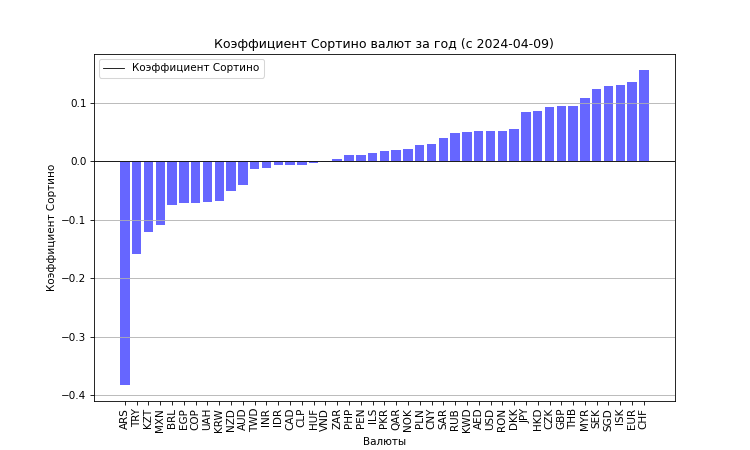 Коэффициент Сортино валют за год (с 2024-04-09)
Коэффициент Сортино
0.1
0.0
−0.1
−0.2
−0.3
−0.4
Коэффициент Сортино
ARS TRY KZT MXN BRL EGP COP UAH KRW NZD AUD TWD INR IDR CAD CLP HUF VND ZAR PHP PEN ILS PKR QAR NOK PLN CNY SAR RUB KWD AED USD RON DKK JPY HKD CZK GBP THB MYR SEK SGD ISK EUR CHF
Валюты